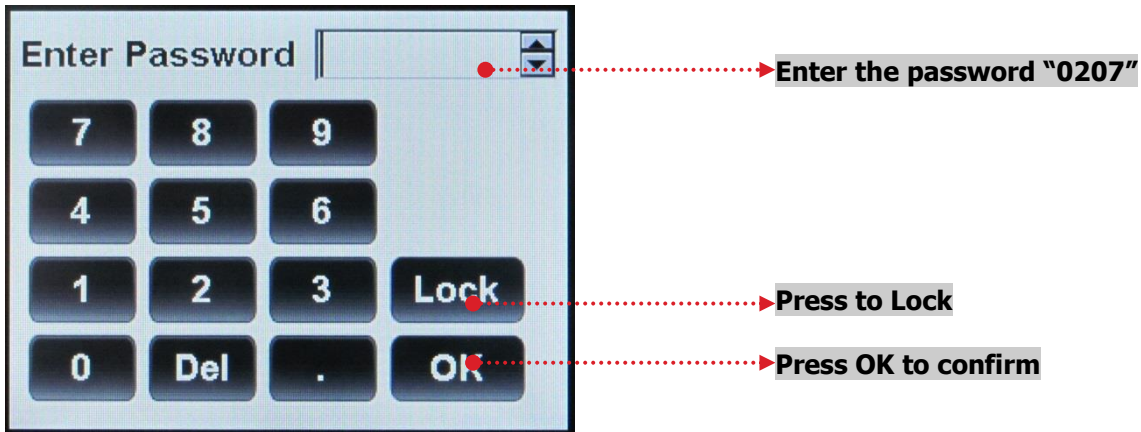 Enter Password
Enter the password “0207”
7 8 9
4 5 6
1 2 3 Lock
Press to Lock
0 Del . OK
Press OK to confirm